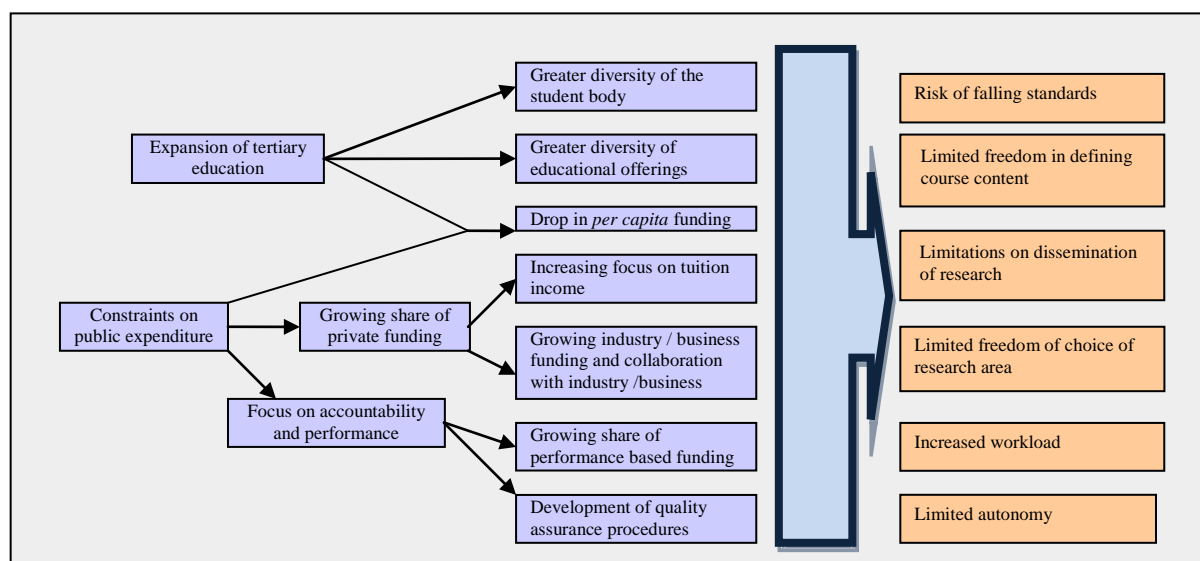 Greater diversity of the
student body
Expansion of tertiary
education
Greater diversity of
educational offerings
Drop in per capita funding
Increasing focus on tuition
income
Constraints on
public expenditure
Growing share of
private funding
Growing industry / business
funding and collaboration
with industry /business
Focus on accountability
and performance
Growing share of
performance based funding
Development of quality
assurance procedures
Risk of falling standards
Limited freedom in defining
course content
Limitations on dissemination
of research
Limited freedom of choice of
research area
Increased workload
Limited autonomy